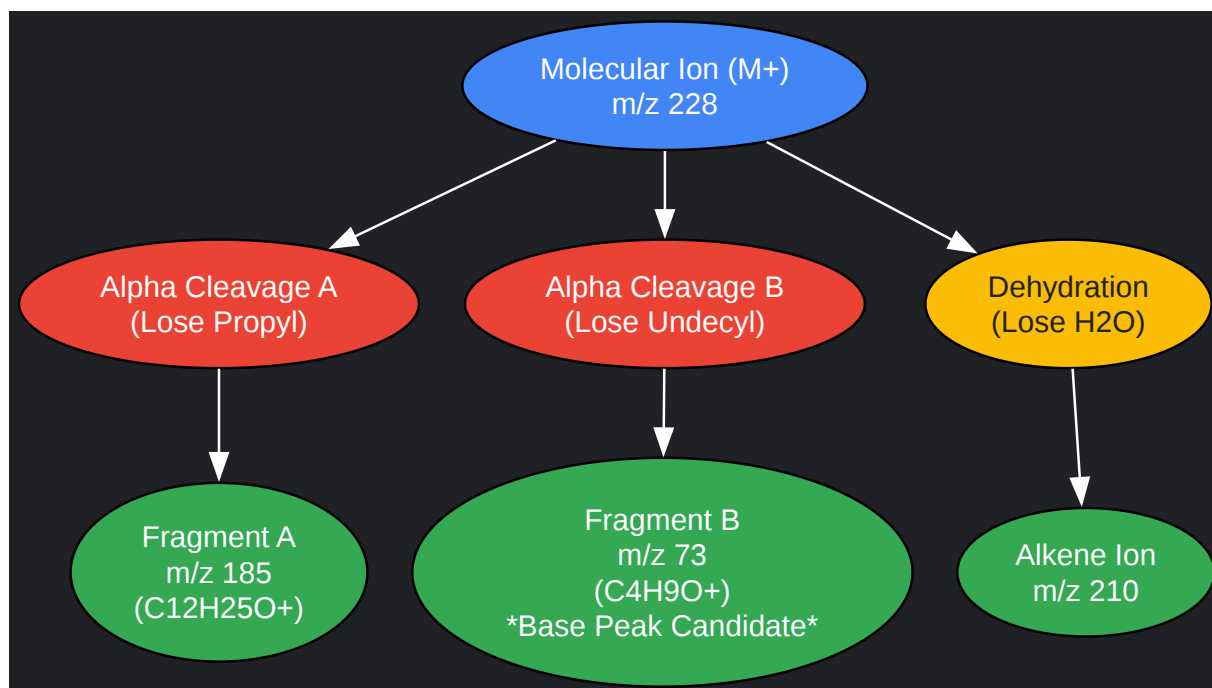 Molecular Ion (M+)
m/z 228
Alpha Cleavage A
(Lose Propyl)
Alpha Cleavage B
(Lose Undecyl)
Dehydration
(Lose H2O)
Fragment A
m/z 185
(C12H25O+)
Fragment B
m/z 73
(C4H9O+)
*Base Peak Candidate*
Alkene Ion
m/z 210